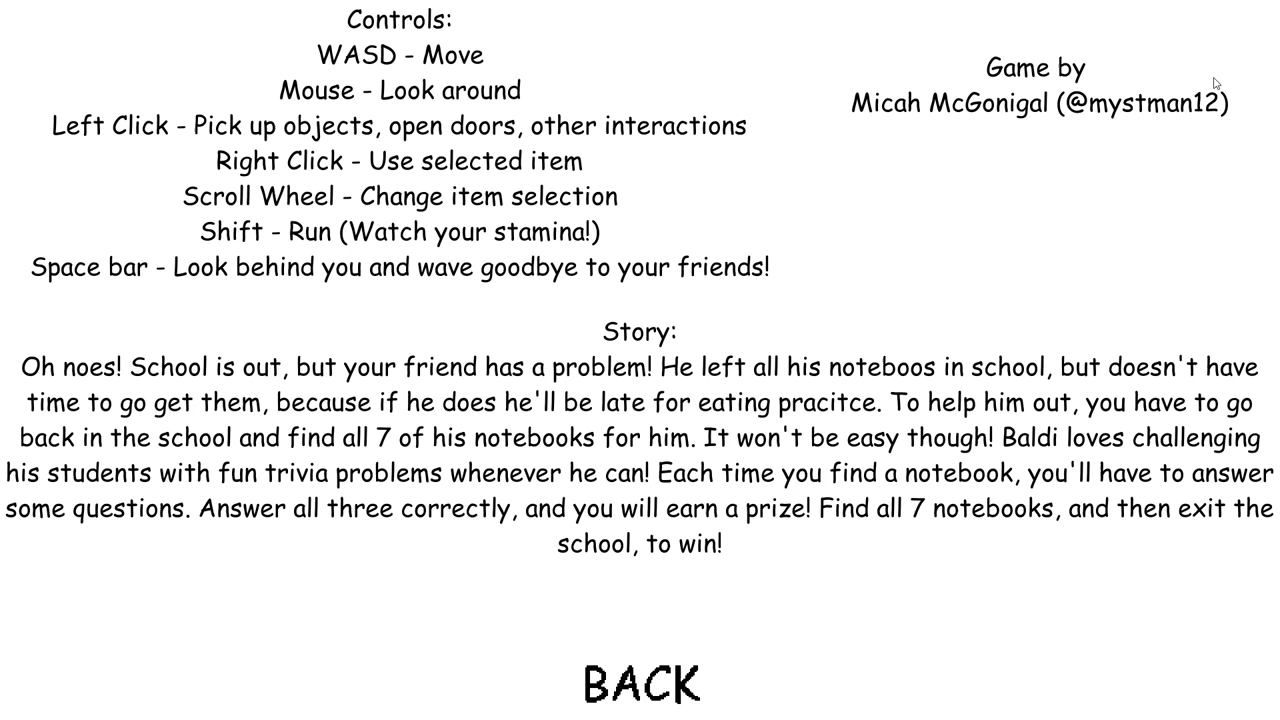 Controls:
WASD - Move
Mouse - Look around
Left Click - Pick up objects, open doors, other interactions
Right Click - Use selected item
Scroll Wheel - Change item selection
Shift - Run (Watch your stamina!)
Space bar - Look behind you and wave goodbye to your friends!
Game by
Micah McGonigal (@mystman12)
Story:
Oh noes! School is out, but your friend has a problem! He left all his noteboos in school, but doesn't have
time to go get them, because if he does he'll be late for eating pracitce. To help him out, you have to go
back in the school and find all 7 of his notebooks for him. It won't be easy though! Baldi loves challenging
his students with fun trivia problems whenever he can! Each time you find a notebook, you'll have to answer
some questions. Answer all three correctly, and you will earn a prize! Find all 7 notebooks, and then exit the
school, to win!
BACK